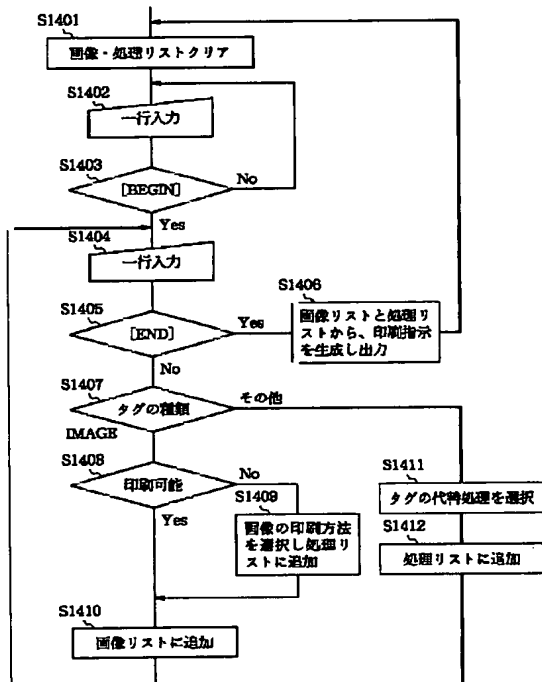 S1401
画像・処理リストクリア
S1402
一行入力
S1403
[BEGIN]
No
Yes
S1404
一行入力
S1405
[END]
Yes
S1406
画像リストと処理リ
ストから、印刷指示
を生成し出力
No
S1407
タグの種類
その他
IMAGE
S1408
印刷可能
No
S1409
画像の印刷方法
を選択し処理リ
ストに追加
Yes
S1411
タグの代替処理を選択
S1412
処理リストに追加
S1410
画像リストに追加